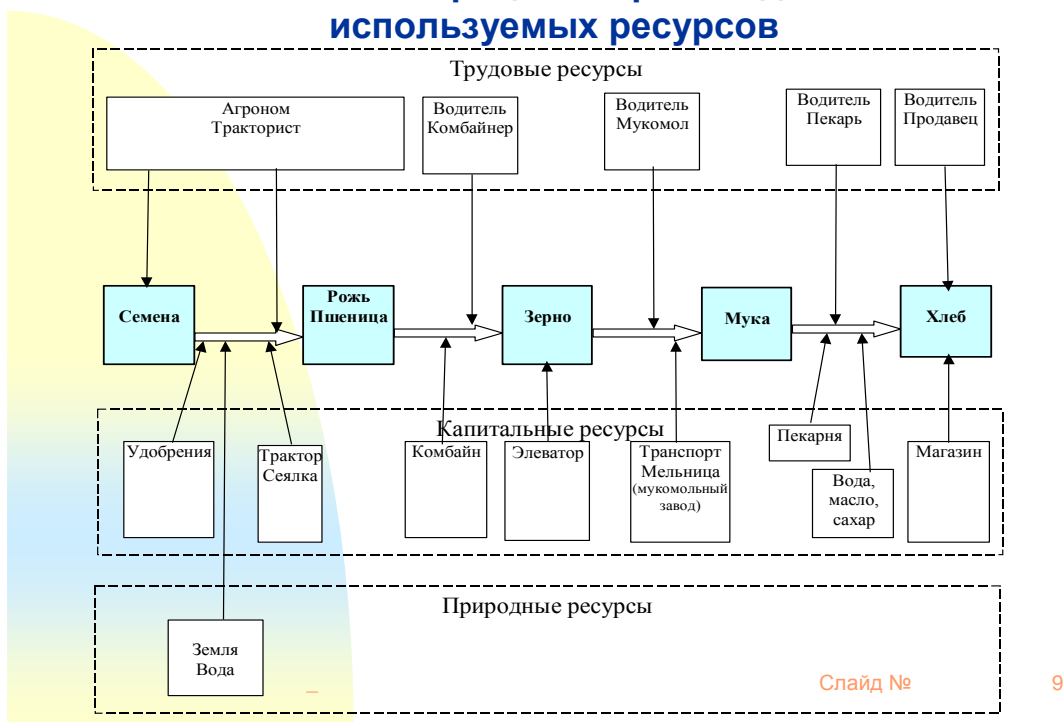 используемых ресурсов
Трудовые ресурсы
Агроном
Тракторист
Водитель
Комбайнер
Водитель
Мукомол
Водитель
Пекарь
Водитель
Продавец
Семена
Рожь
Пшеница
Зерно
Мука
Хлеб
Капитальные ресурсы
Удобрения
Трактор
Сеялка
Комбайн
Элеватор
Транспорт
Мельница
(мукомольный
завод)
Пекарня
Вода,
масло,
сахар
Магазин
Природные ресурсы
Земля
Вода
Слайд № 9